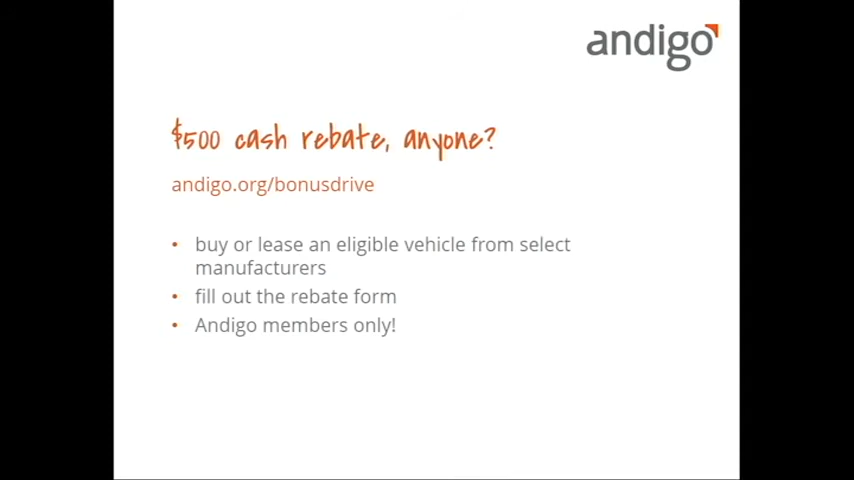 andigo
$500 cash rebate, anyone?
andigo.org/bonusdrive
• buy or lease an eligible vehicle from select
manufacturers
• fill out the rebate form
• Andigo members only!